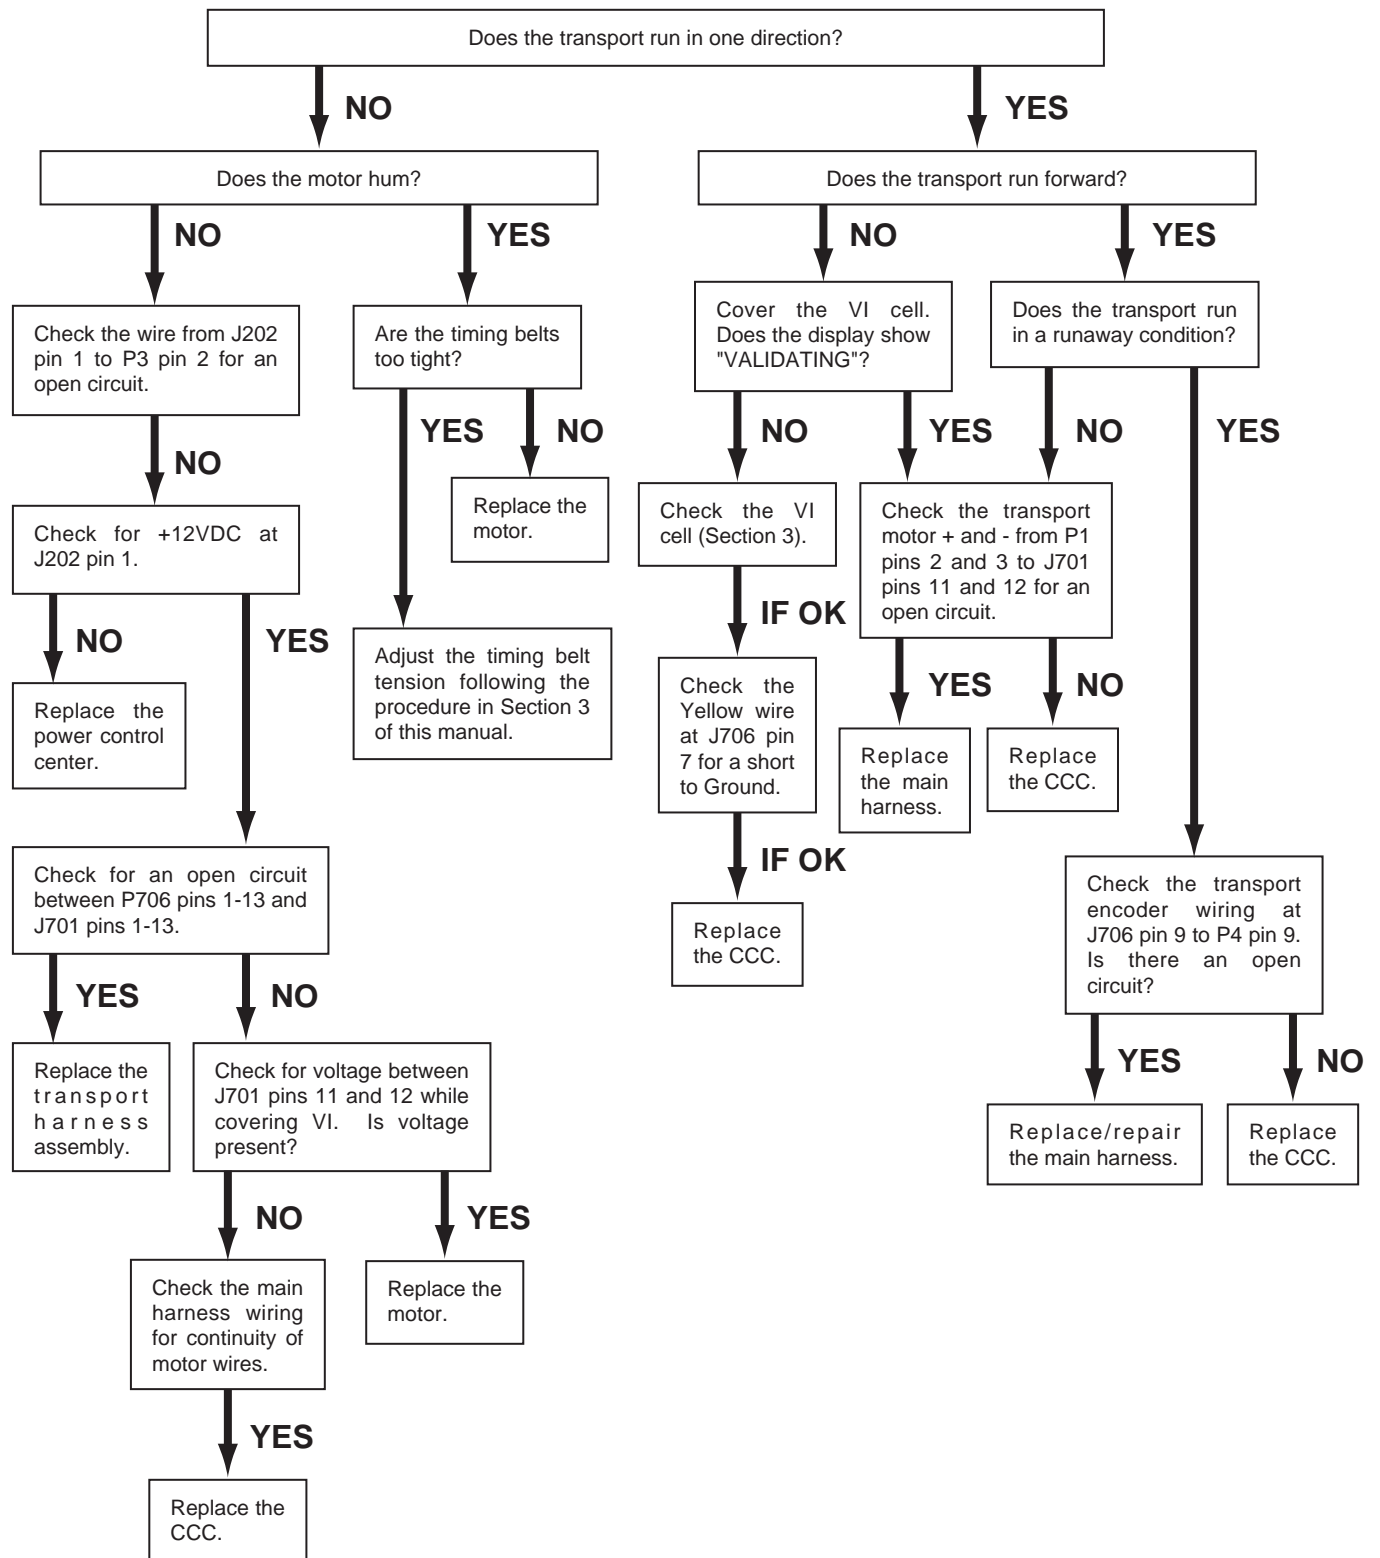 Does the transport run in one direction?
NO
YES
Does the motor hum?
Does the transport run forward?
NO
YES
NO
YES
Check the wire from J202
pin 1 to P3 pin 2 for an
open circuit.
Are the timing belts
too tight?
Cover the VI cell.
Does the display show
"VALIDATING"?
Does the transport run
in a runaway condition?
NO
YES
NO
NO
YES
NO
YES
Check for +12VDC at
J202 pin 1.
Replace the
motor.
Check the VI
cell (Section 3).
Check the transport
motor + and - from P1
pins 2 and 3 to J701
pins 11 and 12 for an
open circuit.
NO
YES
IF OK
Adjust the timing belt
tension following the
procedure in Section 3
of this manual.
Check the
Yellow wire
at J706 pin
7 for a short
to Ground.
YES
NO
Replace the
power control
center.
Replace
the main
harness.
Replace
the CCC.
IF OK
Check for an open circuit
between P706 pins 1-13 and
J701 pins 1-13.
Check the transport
encoder wiring at
J706 pin 9 to P4 pin 9.
Is there an open
circuit?
Replace
the CCC.
YES
NO
YES
NO
Replace the
transport
harness
assembly.
Check for voltage between
J701 pins 11 and 12 while
covering VI. Is voltage
present?
Replace/repair
the main harness.
Replace
the CCC.
NO
YES
Check the main
harness wiring
for continuity of
motor wires.
Replace the
motor.
YES
Replace the
CCC.